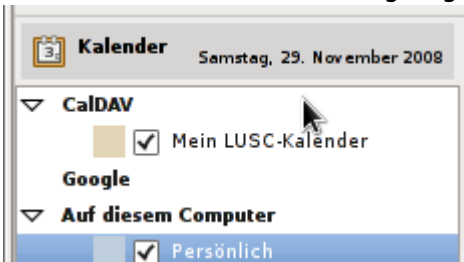 Kalender Samstag, 29. November 2008
CalDAV
Mein LUSC-Kalender
Google
Auf diesem Computer
Persönlich